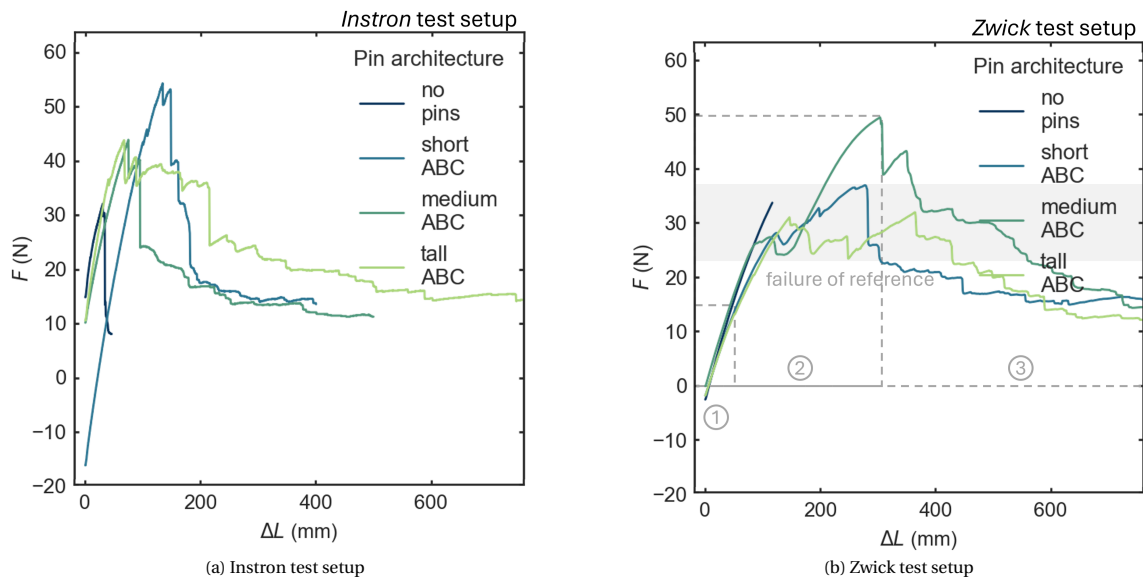 Instron test setup
Pin architecture
no
pins
short
ABC
medium
ABC
tall
ABC
60
50
40
30
20
10
0
−10
−20
F (N)
0
200
400
600
ΔL (mm)
(a) Instron test setup
Zwick test setup
Pin architecture
no
pins
short
ABC
medium
ABC
tall
ABC
failure of reference
1
2
3
60
50
40
30
20
10
0
−10
−20
F (N)
0
200
400
600
ΔL (mm)
(b) Zwick test setup